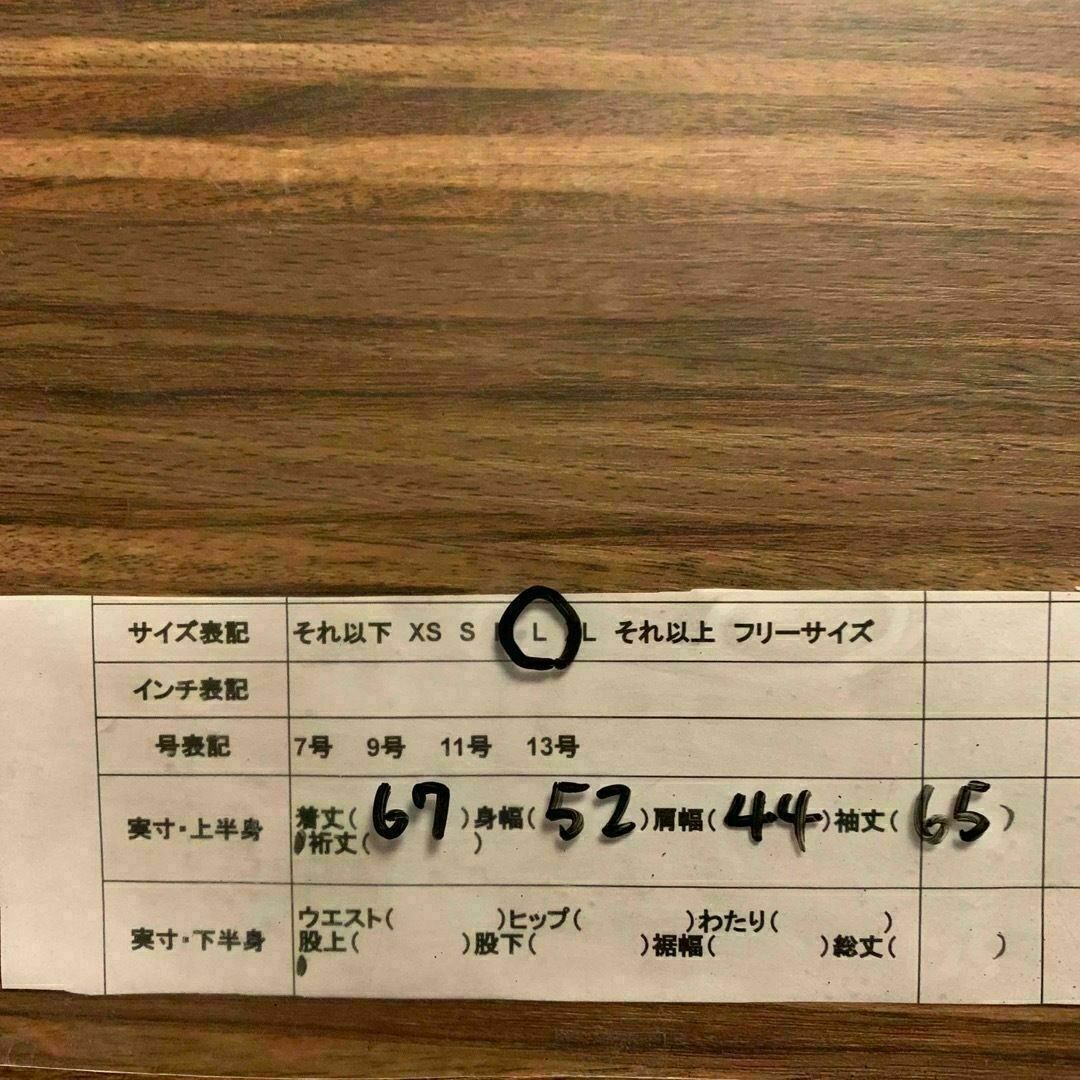 サイズ表記 それ以下 XS S L L それ以上 フリーサイズ
インチ表記
号表記 7号 9号 11号 13号
実寸・上半身 着丈( 67 )身幅( 52 )肩幅( 44 )袖丈( 65 )
裄丈( )
実寸・下半身 ウエスト( )ヒップ( )わたり( )
股上( )股下( )裾幅( )総丈( )